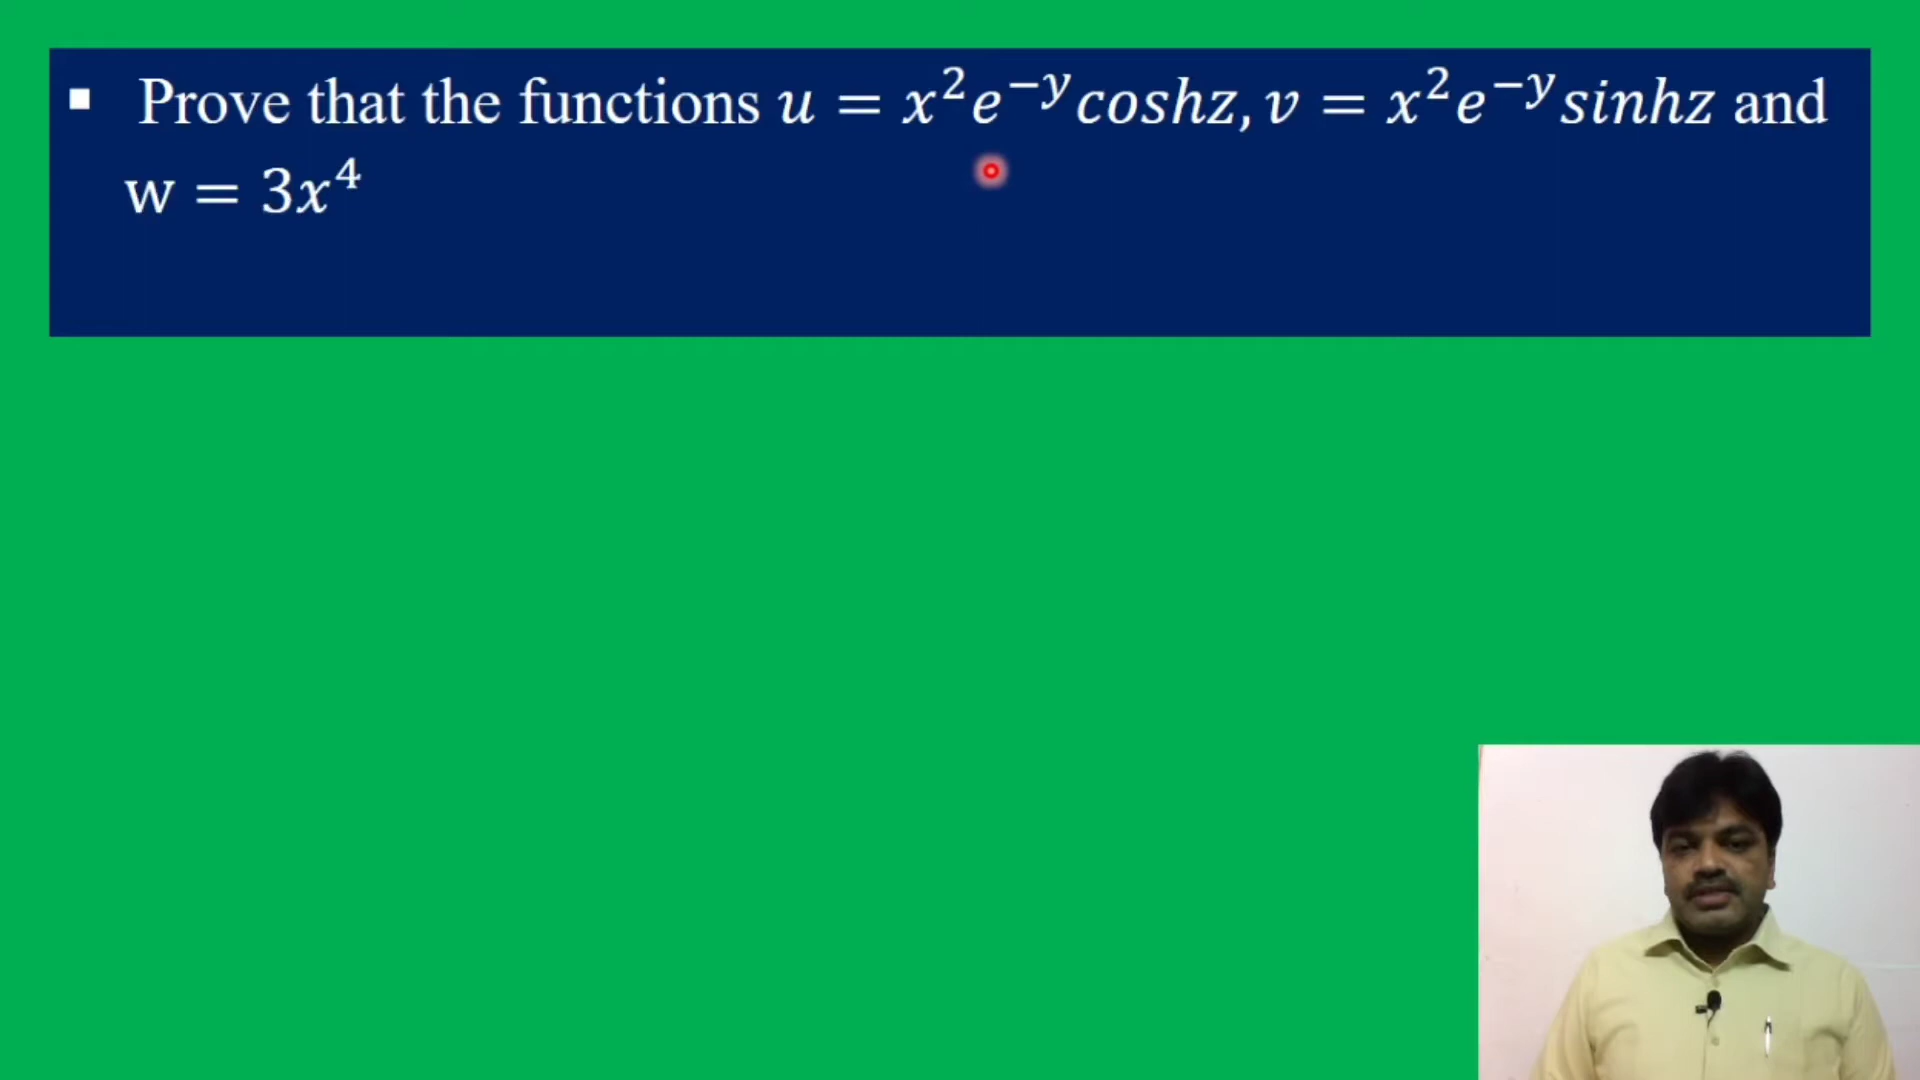 ▪ Prove that the functions u = x²e⁻ʸcoshz, v = x²e⁻ʸsinhz and
w = 3x⁴